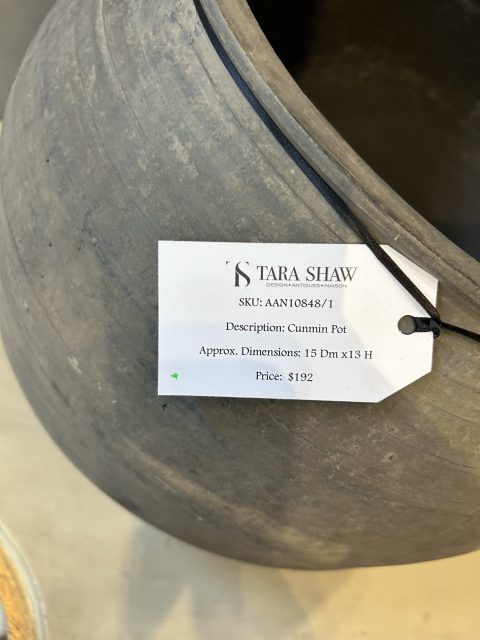 TS TARA SHAW
DESIGN • ANTIQUES • MAISON
SKU: AAN10848/1
Description: Cunmin Pot
Approx. Dimensions: 15 Dm x13 H
Price: $192